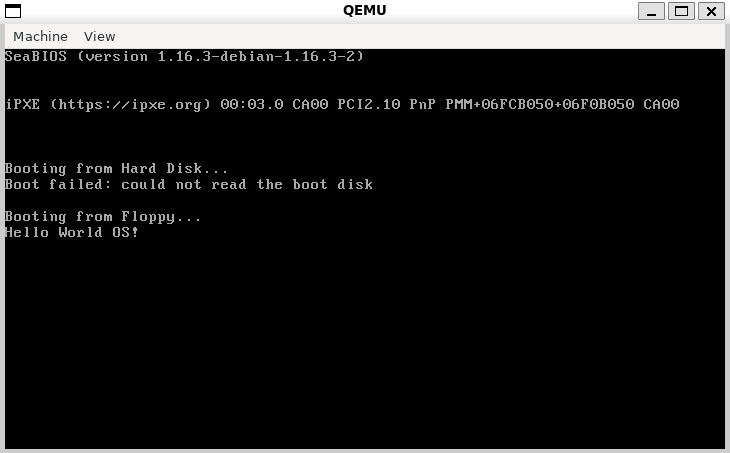 QEMU
Machine View
SeaBIOS (version 1.16.3-debian-1.16.3-2)
iPXE (https://ipxe.org) 00:03.0 CA00 PCI2.10 PnP PMM+06FCB050+06F0B050 CA00
Booting from Hard Disk...
Boot failed: could not read the boot disk
Booting from Floppy...
Hello World OS!